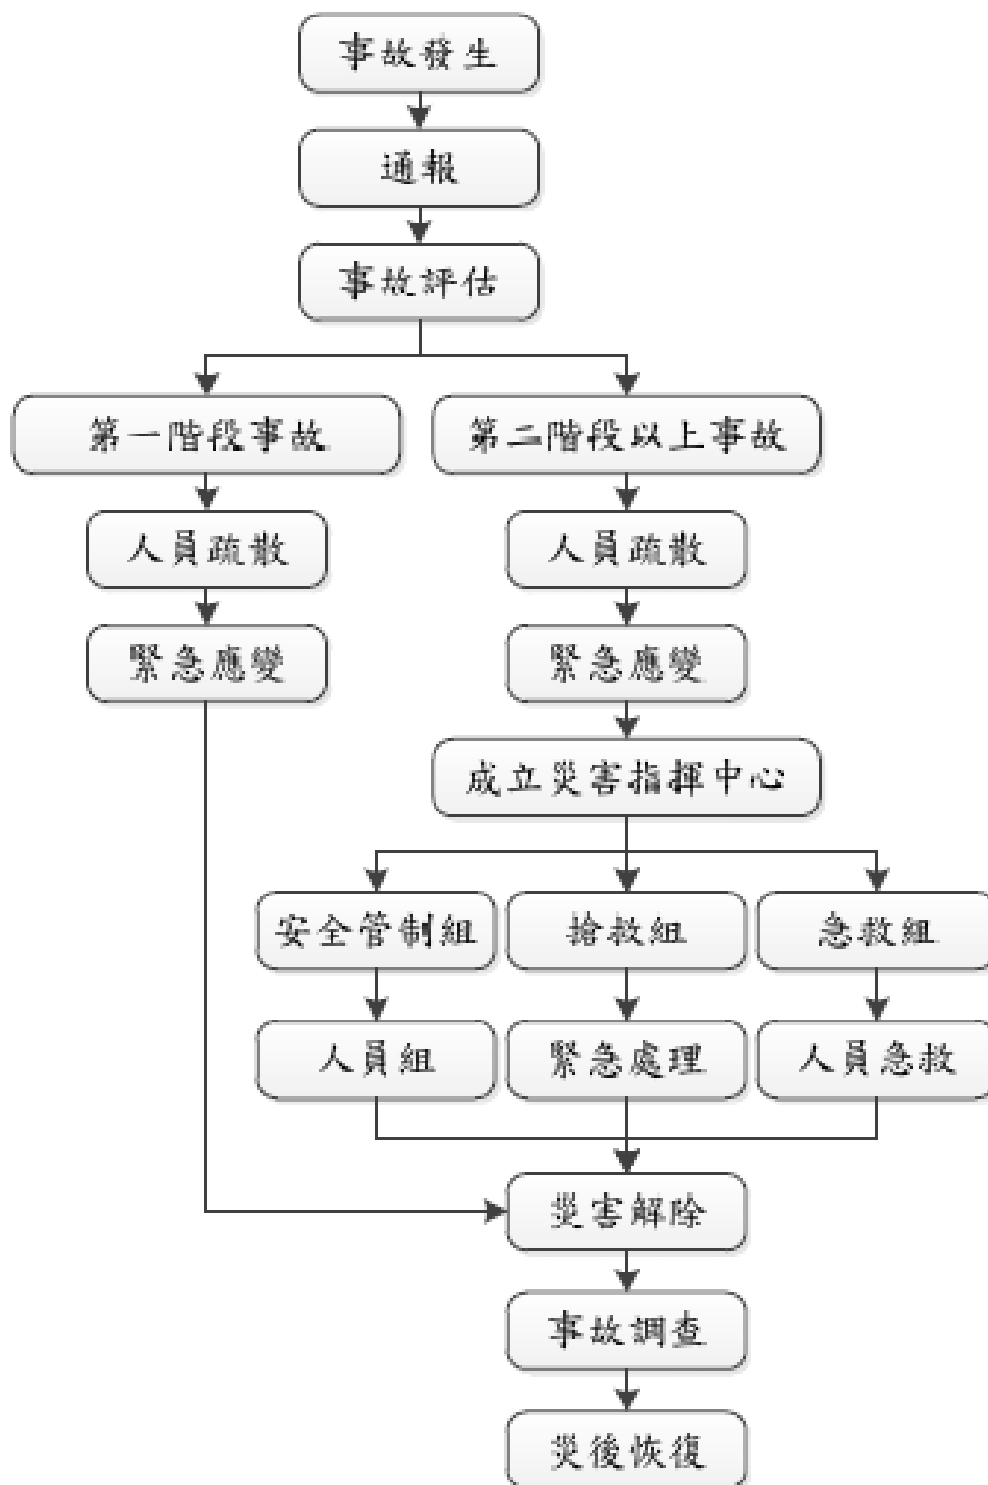 事故發生
通報
事故評估
第一階段事故
第二階段以上事故
人員疏散
人員疏散
緊急應變
緊急應變
成立災害指揮中心
安全管制組
搶救組
急救組
人員組
緊急處理
人員急救
災害解除
事故調查
災後恢復